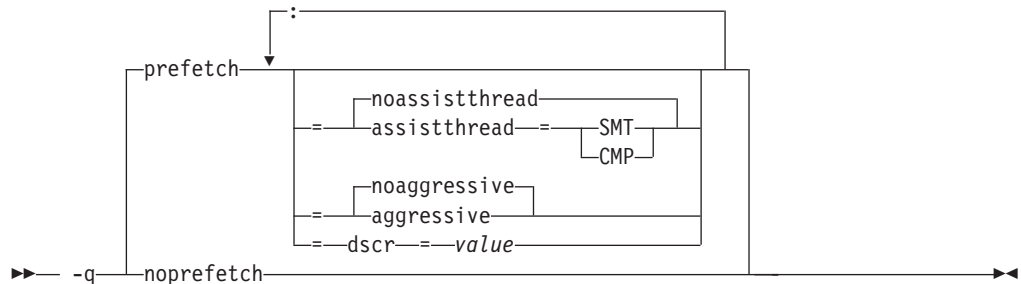 :
prefetch
noassistthread
= assistthread = SMT
CMP
noaggressive
= aggressive
= dscr = value
-q noprefetch